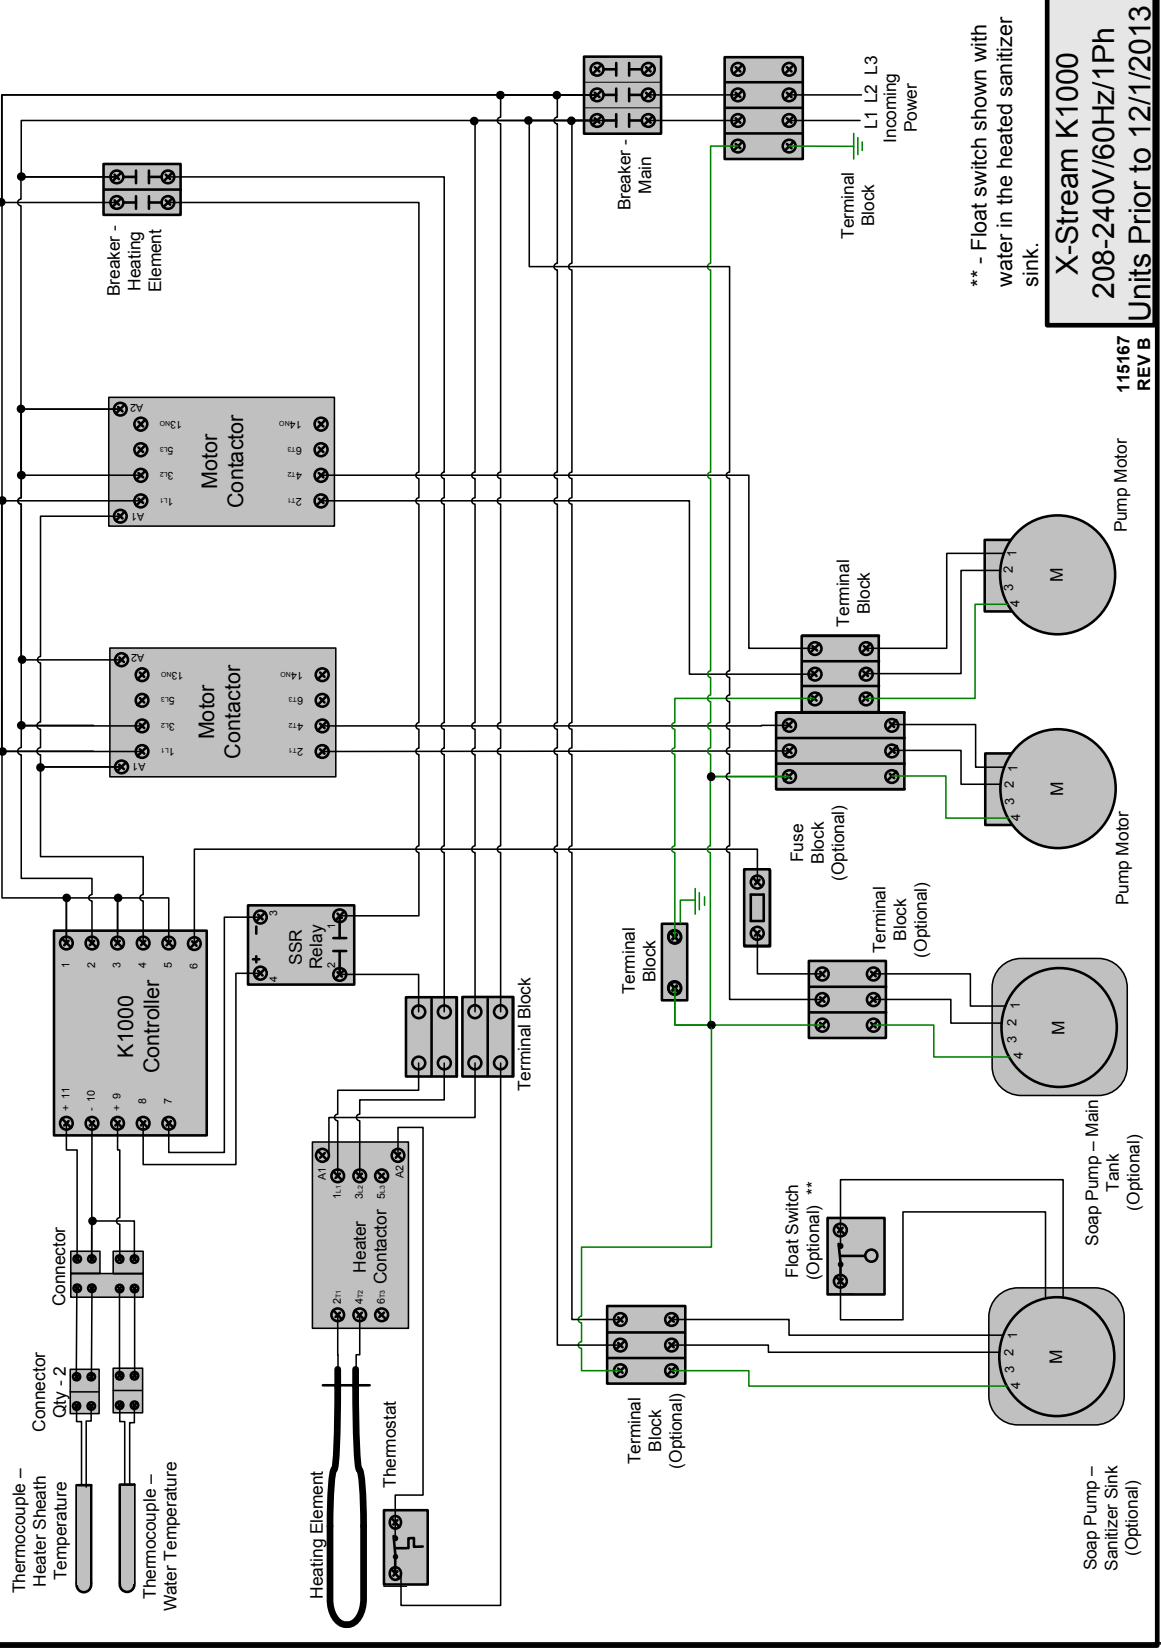 Thermocouple –
Heater Sheath
Temperature
Thermocouple –
Water Temperature
Connector
Qty - 2
Connector
+ 11
- 10
+ 9
8
7
K1000
Controller
1
2
3
4
5
6
Motor
Contactor
A1
1L1
3L2
5L3
13NO
A2
2T1
4T2
6T3
14NO
Motor
Contactor
A1
1L1
3L2
5L3
13NO
A2
2T1
4T2
6T3
14NO
Breaker -
Heating
Element
SSR
Relay
+
-
4
3
2
1
Heating Element
Thermostat
Heater
Contactor
A1
1L1
3L2
5L3
A2
2T1
4T2
6T3
Terminal Block
Breaker -
Main
Terminal
Block
L1 L2 L3
Incoming
Power
Terminal
Block
(Optional)
Float Switch
(Optional) **
Terminal
Block
Terminal
Block
(Optional)
Fuse
Block
(Optional)
Terminal
Block
Soap Pump –
Sanitizer Sink
(Optional)
M
1
2
3
4
Soap Pump – Main
Tank
(Optional)
M
1
2
3
4
Pump Motor
M
1
2
3
4
Pump Motor
M
1
2
3
4
** - Float switch shown with
water in the heated sanitizer
sink.
115167
REV B
X-Stream K1000
208-240V/60Hz/1Ph
Units Prior to 12/1/2013